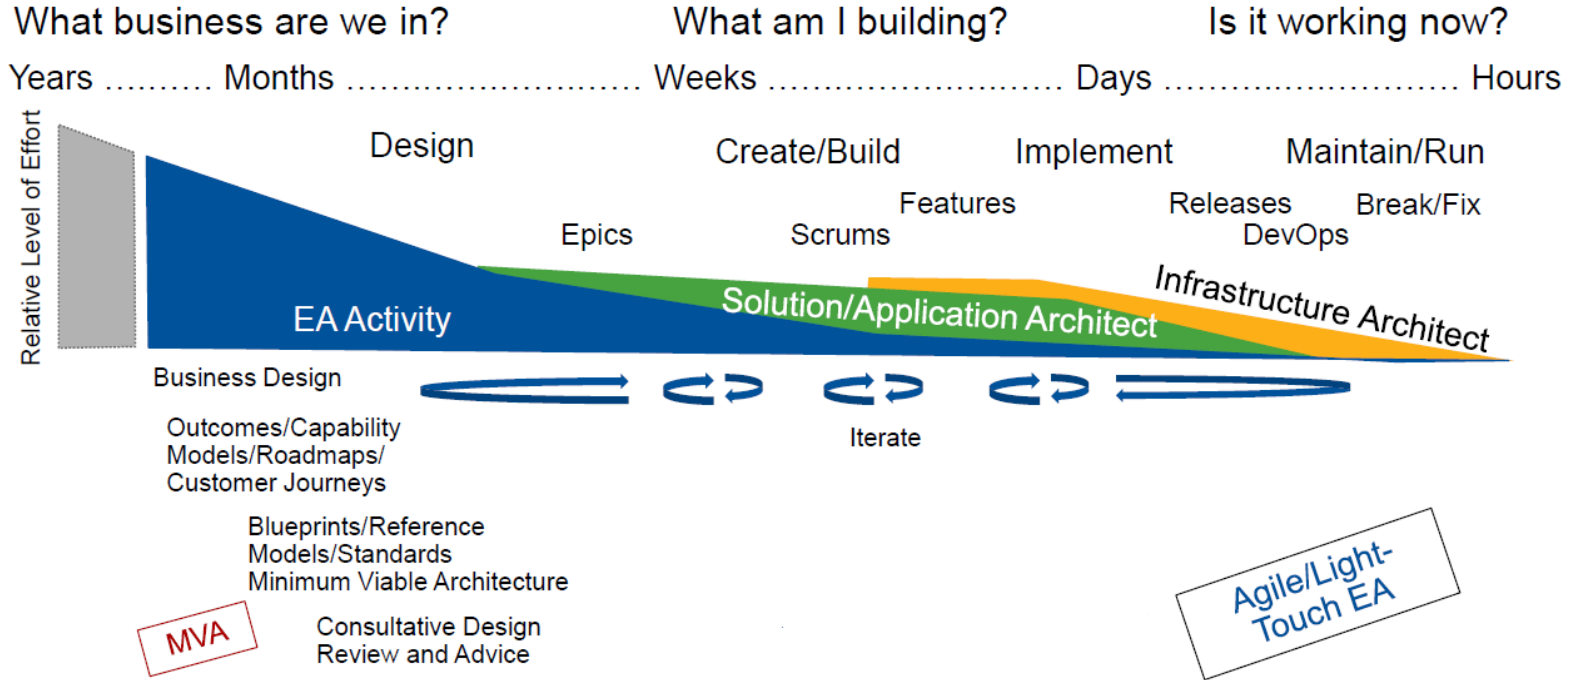 What business are we in?
What am I building?
Is it working now?
Years .......... Months ............................ Weeks ............................ Days ............................ Hours
Relative Level of Effort
Design
Create/Build
Implement
Maintain/Run
Features
Releases
Break/Fix
Epics
Scrums
DevOps
EA Activity
Solution/Application Architect
Infrastructure Architect
Business Design
Outcomes/Capability
Models/Roadmaps/
Customer Journeys
Iterate
Blueprints/Reference
Models/Standards
Minimum Viable Architecture
MVA
Consultative Design
Review and Advice
Agile/Light-
Touch EA